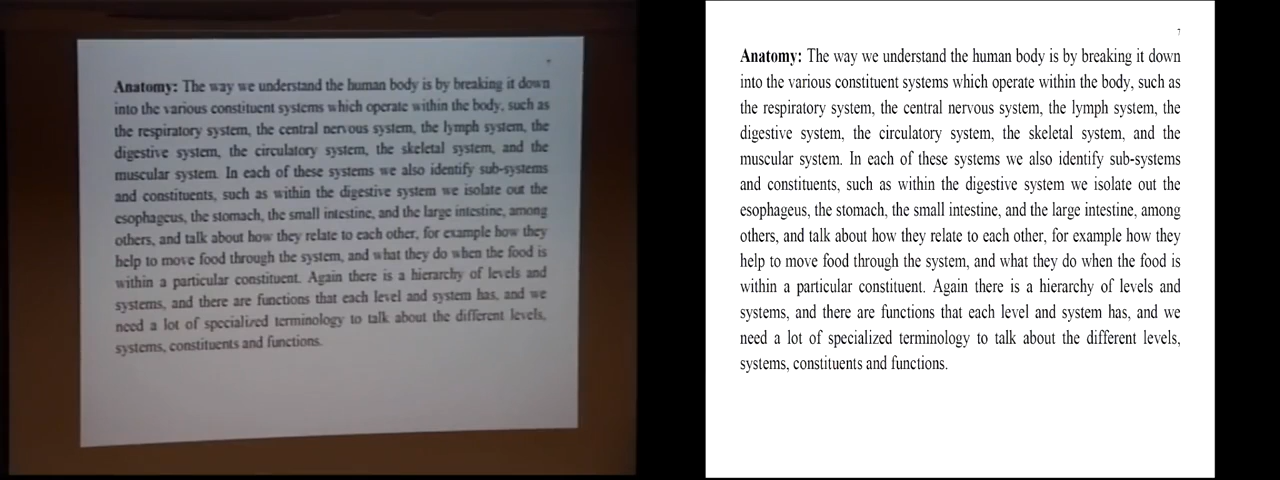 Anatomy: The way we understand the human body is by breaking it down
into the various constituent systems which operate within the body, such as
the respiratory system, the central nervous system, the lymph system, the
digestive system, the circulatory system, the skeletal system, and the
muscular system. In each of these systems we also identify sub-systems
and constituents, such as within the digestive system we isolate out the
esophageus, the stomach, the small intestine, and the large intestine, among
others, and talk about how they relate to each other, for example how they
help to move food through the system, and what they do when the food is
within a particular constituent. Again there is a hierarchy of levels and
systems, and there are functions that each level and system has, and we
need a lot of specialized terminology to talk about the different levels,
systems, constituents and functions.
7
Anatomy: The way we understand the human body is by breaking it down
into the various constituent systems which operate within the body, such as
the respiratory system, the central nervous system, the lymph system, the
digestive system, the circulatory system, the skeletal system, and the
muscular system. In each of these systems we also identify sub-systems
and constituents, such as within the digestive system we isolate out the
esophageus, the stomach, the small intestine, and the large intestine, among
others, and talk about how they relate to each other, for example how they
help to move food through the system, and what they do when the food is
within a particular constituent. Again there is a hierarchy of levels and
systems, and there are functions that each level and system has, and we
need a lot of specialized terminology to talk about the different levels,
systems, constituents and functions.